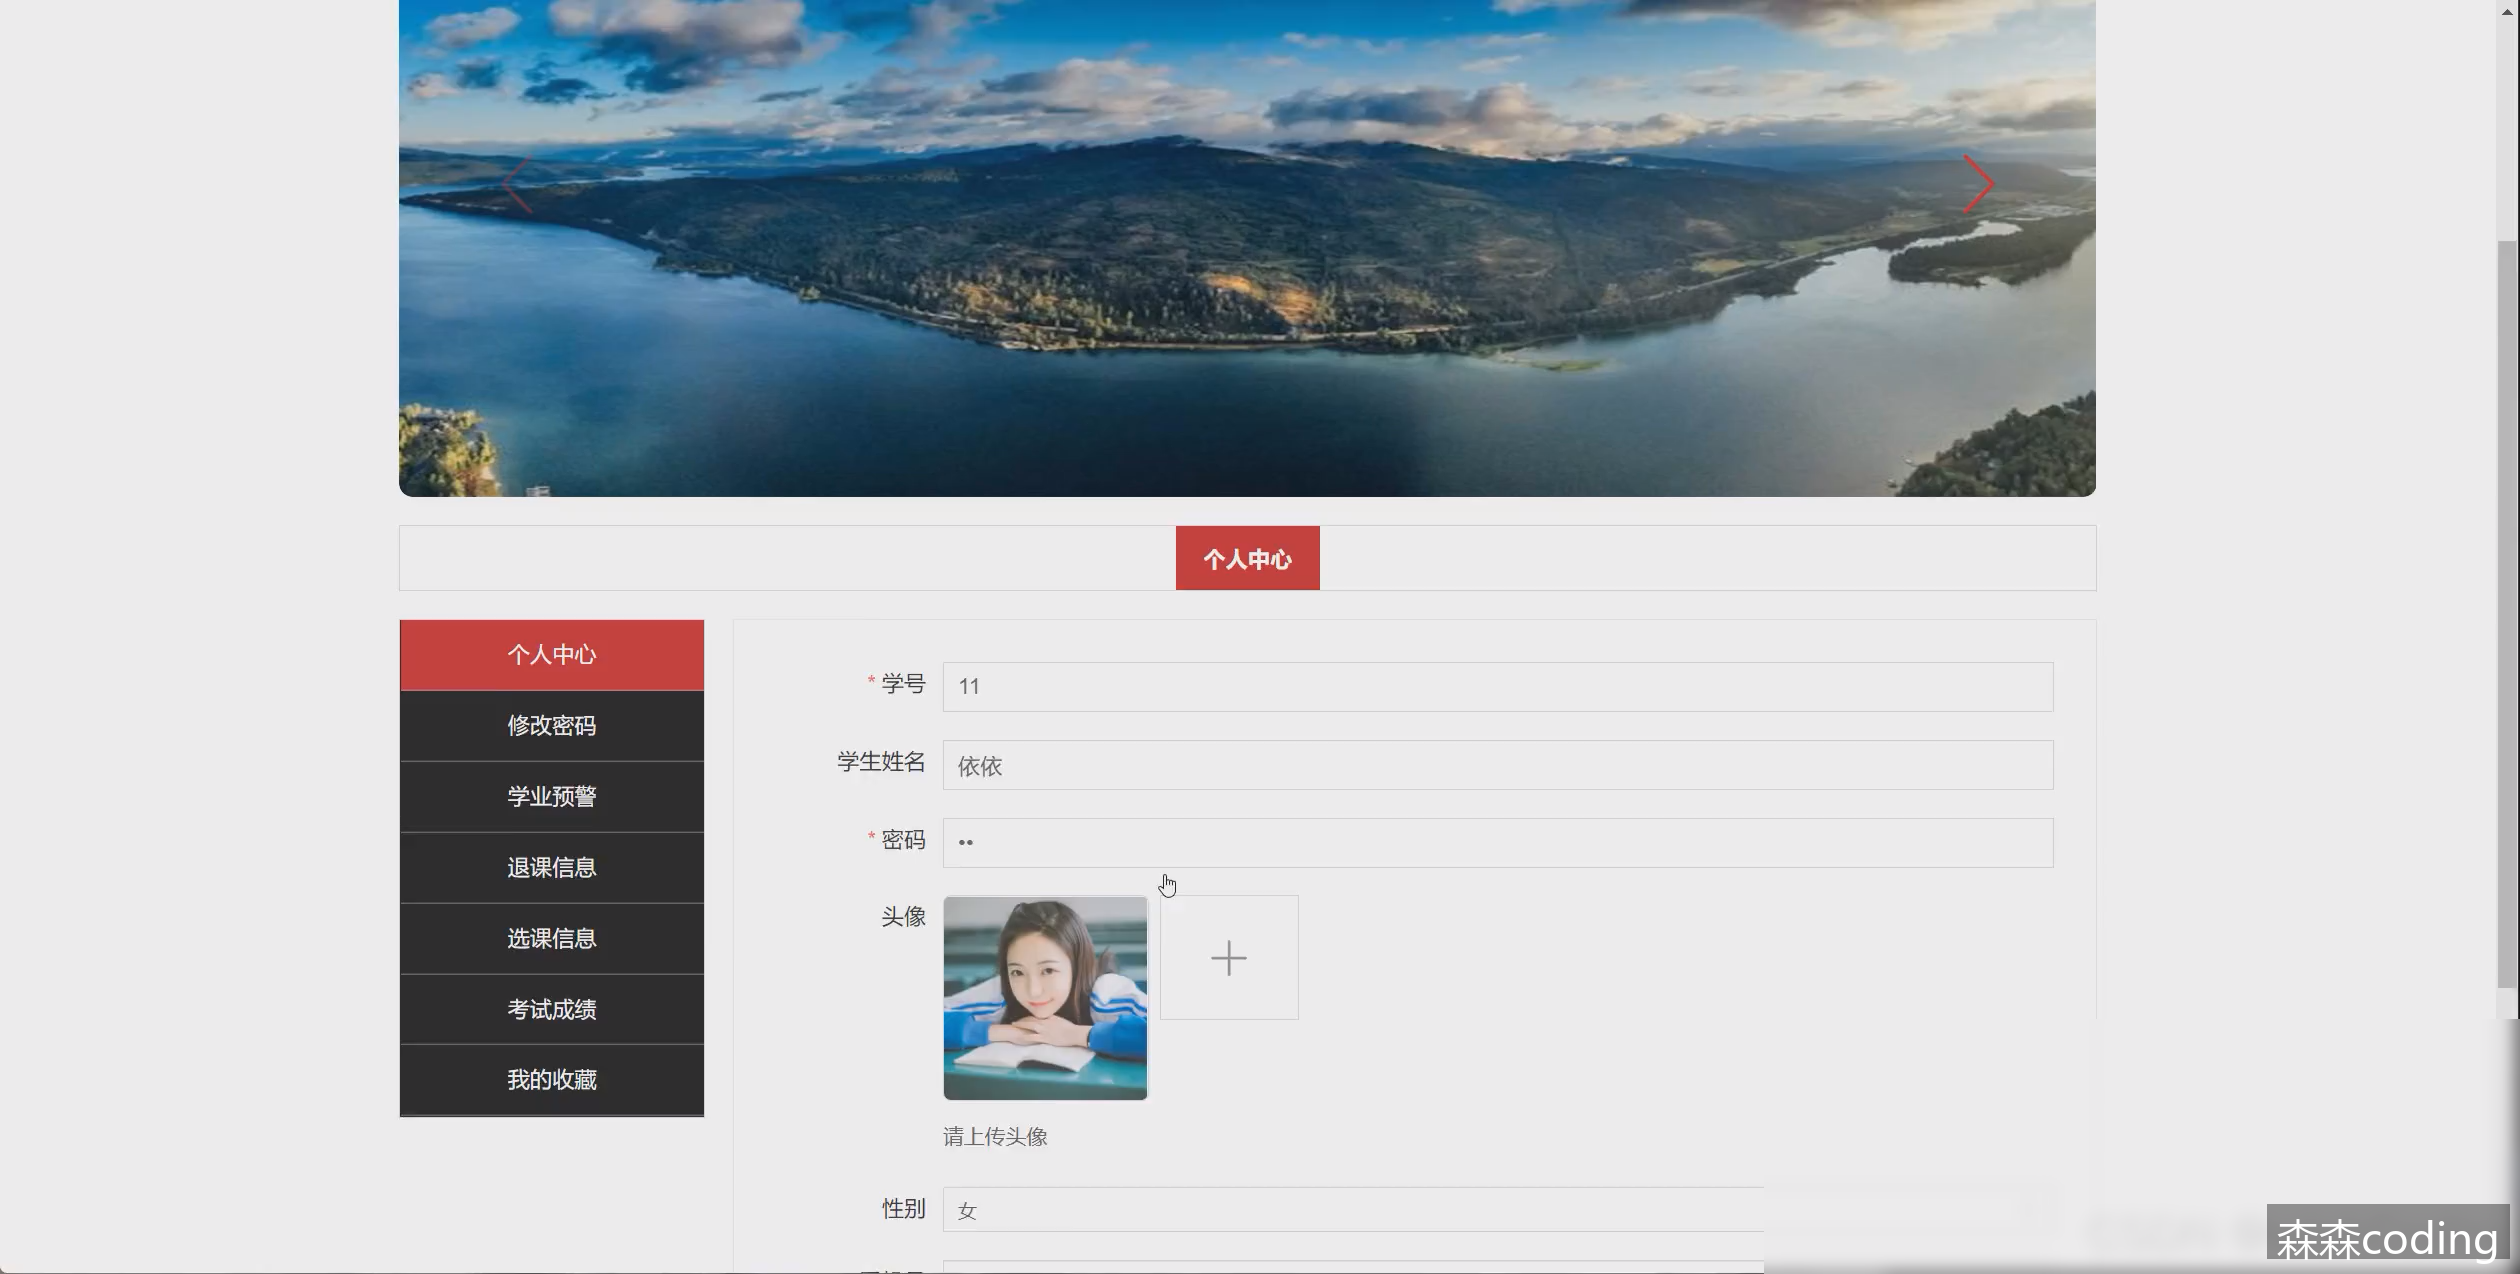 个人中心
个人中心
修改密码
学业预警
退课信息
选课信息
考试成绩
我的收藏
* 学号 11
学生姓名 依依
* 密码 ••
头像
请上传头像
性别 女
森森coding